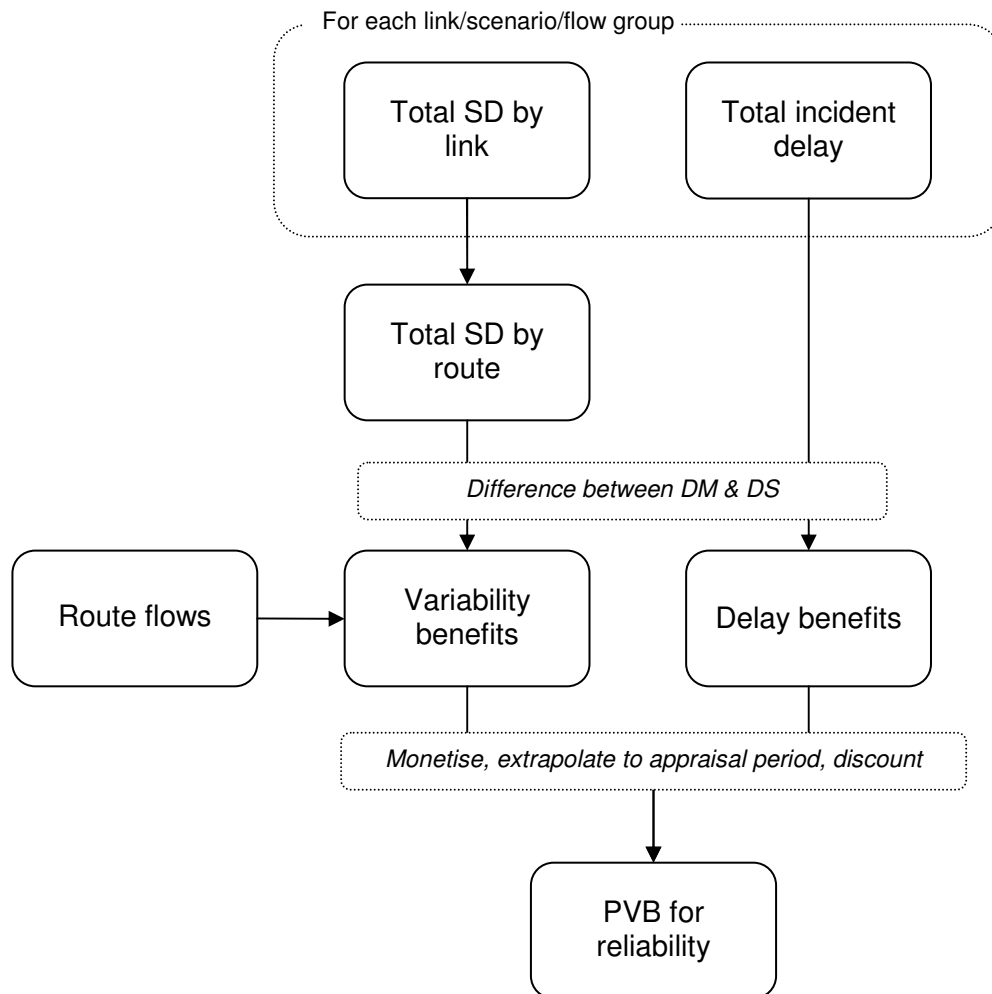 For each link/scenario/flow group
Total SD by
link
Total incident
delay
Total SD by
route
Difference between DM & DS
Route flows
Variability
benefits
Delay benefits
Monetise, extrapolate to appraisal period, discount
PVB for
reliability